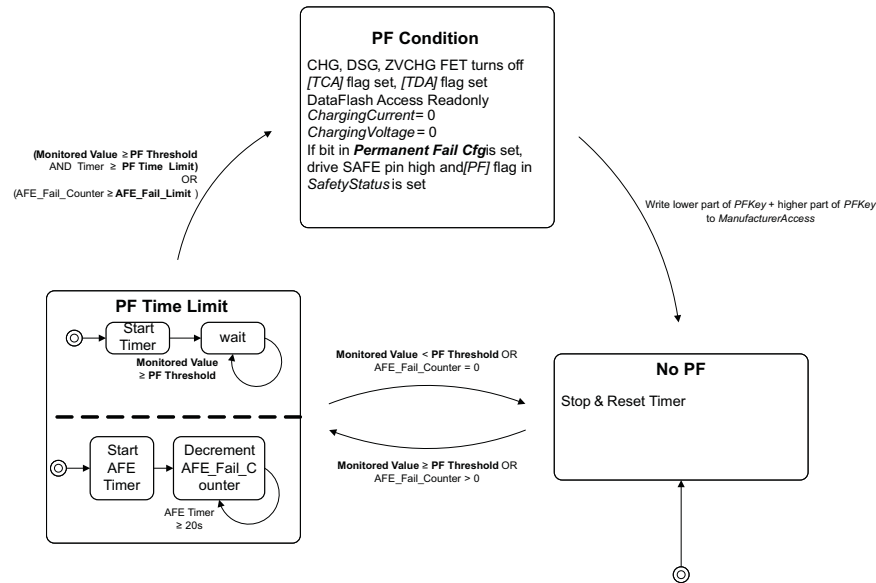 PF Condition
CHG, DSG, ZVCHG FET turns off
[TCA] flag set, [TDA] flag set
DataFlash Access Readonly
ChargingCurrent = 0
ChargingVoltage = 0
If bit in Permanent Fail Cfg is set,
drive SAFE pin high and [PF] flag in
SafetyStatus is set
(Monitored Value ≥ PF Threshold
AND Timer ≥ PF Time Limit)
OR
(AFE_Fail_Counter ≥ AFE_Fail_Limit )
Write lower part of PFKey + higher part of PFKey
to ManufacturerAccess
PF Time Limit
Start
Timer
wait
Monitored Value
≥ PF Threshold
Start
AFE
Timer
Decrement
AFE_Fail_C
ounter
AFE Timer
≥ 20s
Monitored Value < PF Threshold OR
AFE_Fail_Counter = 0
Monitored Value ≥ PF Threshold OR
AFE_Fail_Counter > 0
No PF
Stop & Reset Timer